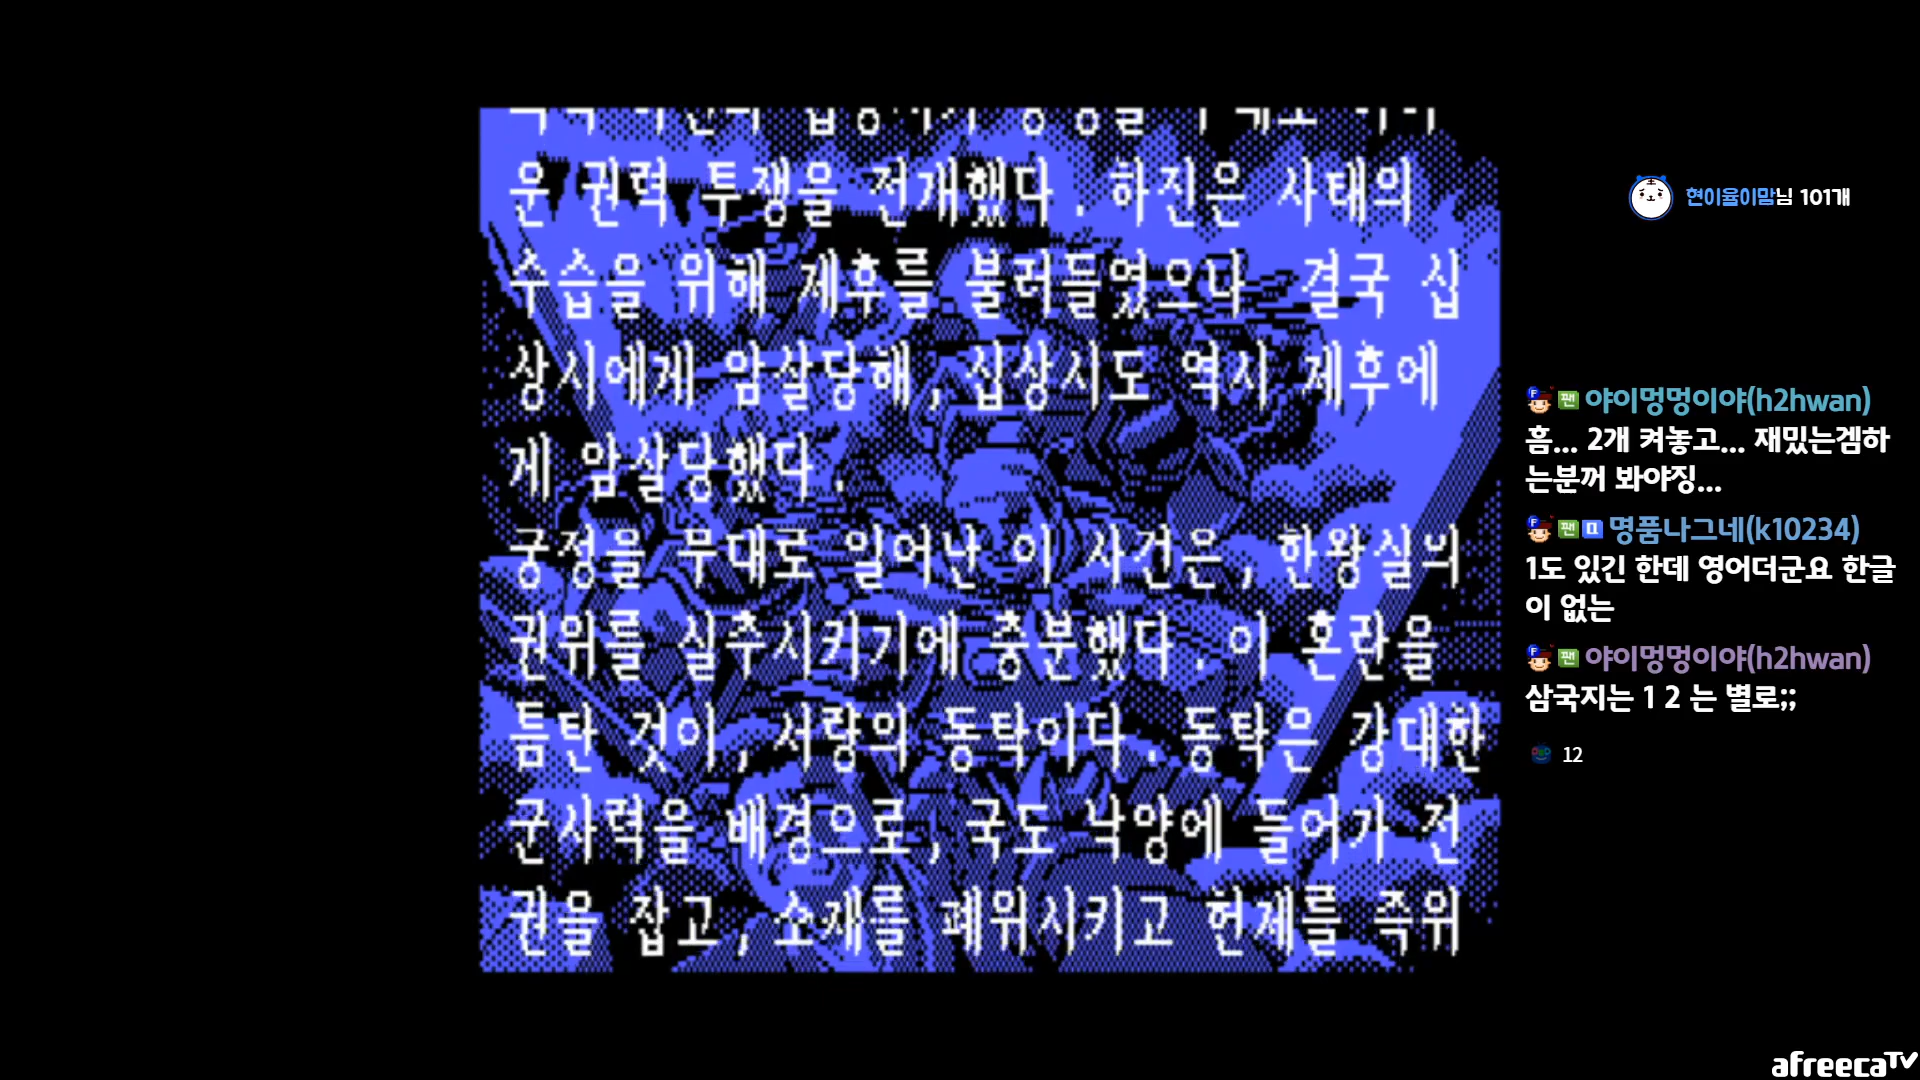 운 권력 투쟁을 전개했다. 하진은 사태의
수습을 위해 제후를 불러들였으나 결국 십
상시에게 암살당해, 십상시도 역시 제후에
게 암살당했다.
궁정을 무대로 일어난 이 사건은, 한왕실의
권위를 실추시키기에 충분했다. 이 혼란을
틈탄 것이, 서량의 동탁이다. 동탁은 강대한
군사력을 배경으로, 국도 낙양에 들어가 전
권을 잡고, 소제를 폐위시키고 헌제를 즉위
현이율이맘님 101개
팬 야이멍멍이야(h2hwan)
흠... 2개 켜놓고... 재밌는겜하
는분꺼 봐야징...
팬 명품나그네(k10234)
1도 있긴 한데 영어더군요 한글
이 없는
팬 야이멍멍이야(h2hwan)
삼국지는 1 2 는 별로;;
12
afreecaTV